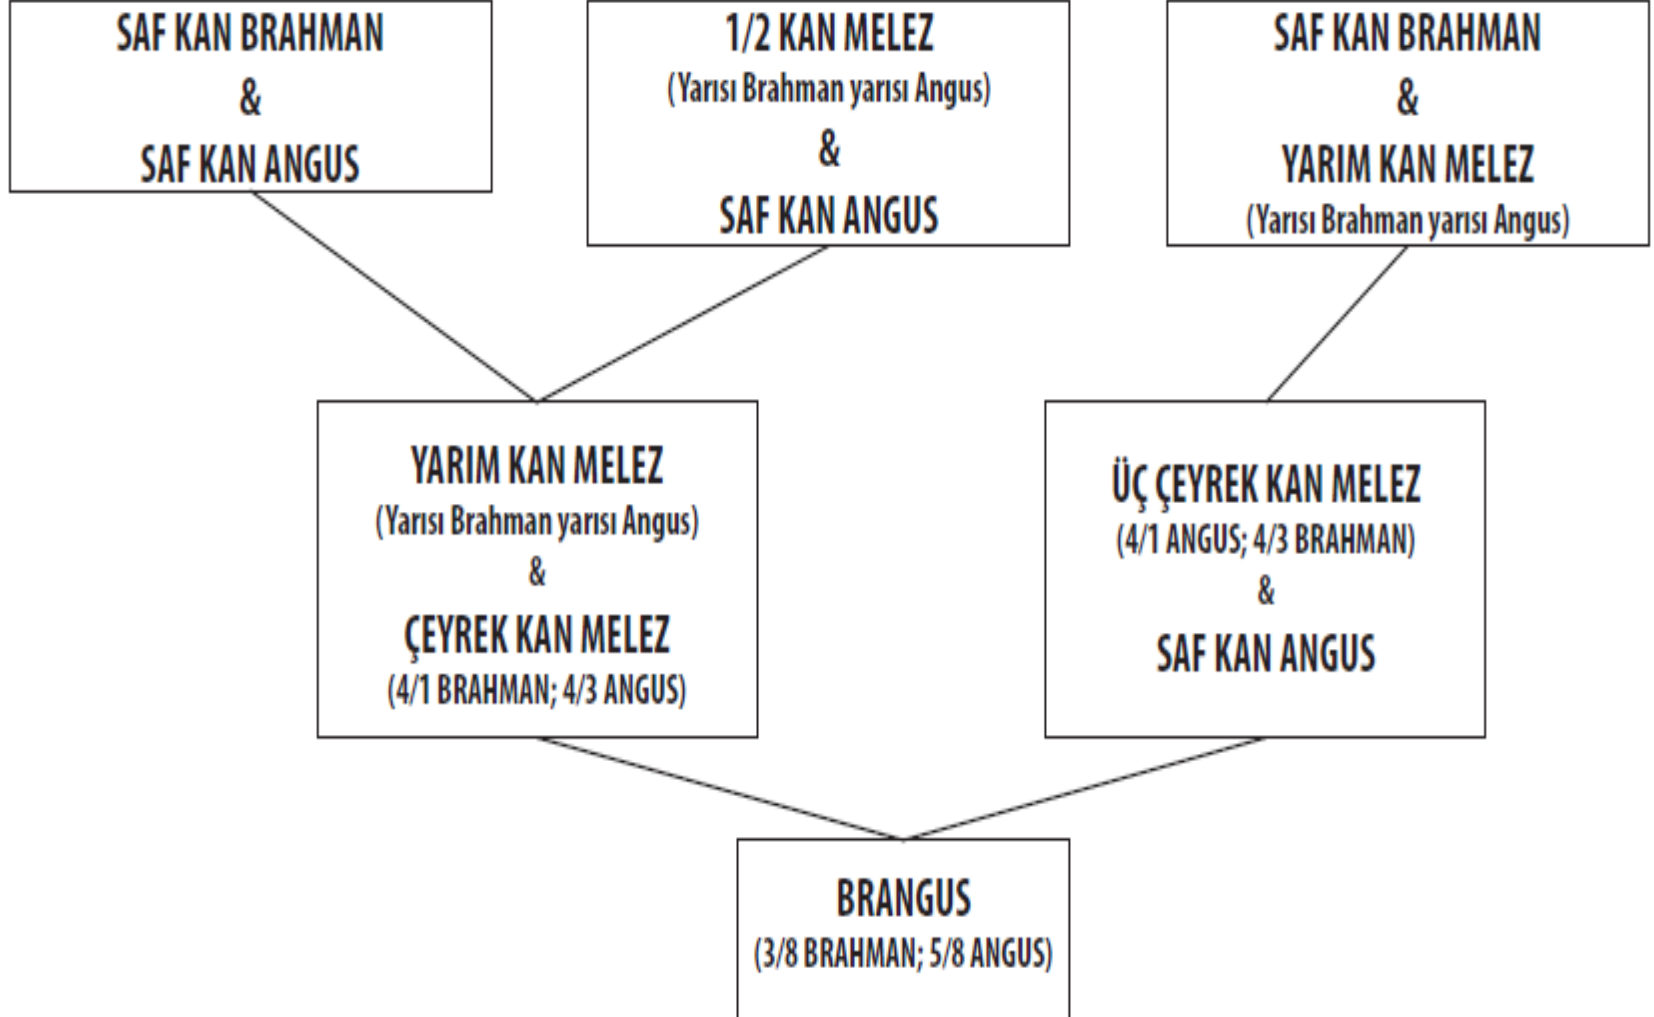 SAF KAN BRAHMAN
&
SAF KAN ANGUS
1/2 KAN MELEZ
(Yarısı Brahman yarısı Angus)
&
SAF KAN ANGUS
SAF KAN BRAHMAN
&
YARIM KAN MELEZ
(Yarısı Brahman yarısı Angus)
YARIM KAN MELEZ
(Yarısı Brahman yarısı Angus)
&
ÇEYREK KAN MELEZ
(4/1 BRAHMAN; 4/3 ANGUS)
ÜÇ ÇEYREK KAN MELEZ
(4/1 ANGUS; 4/3 BRAHMAN)
&
SAF KAN ANGUS
BRANGUS
(3/8 BRAHMAN; 5/8 ANGUS)